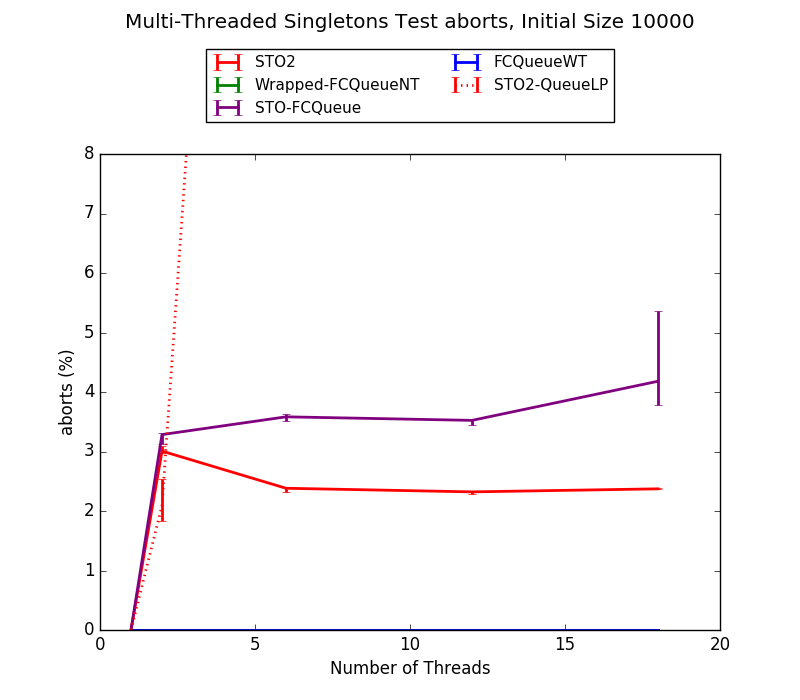 Multi-Threaded Singletons Test aborts, Initial Size 10000
STO2
FCQueueWT
Wrapped-FCQueueNT
STO2-QueueLP
STO-FCQueue
8
7
6
5
4
3
2
1
0
aborts (%)
0 5 10 15 20
Number of Threads